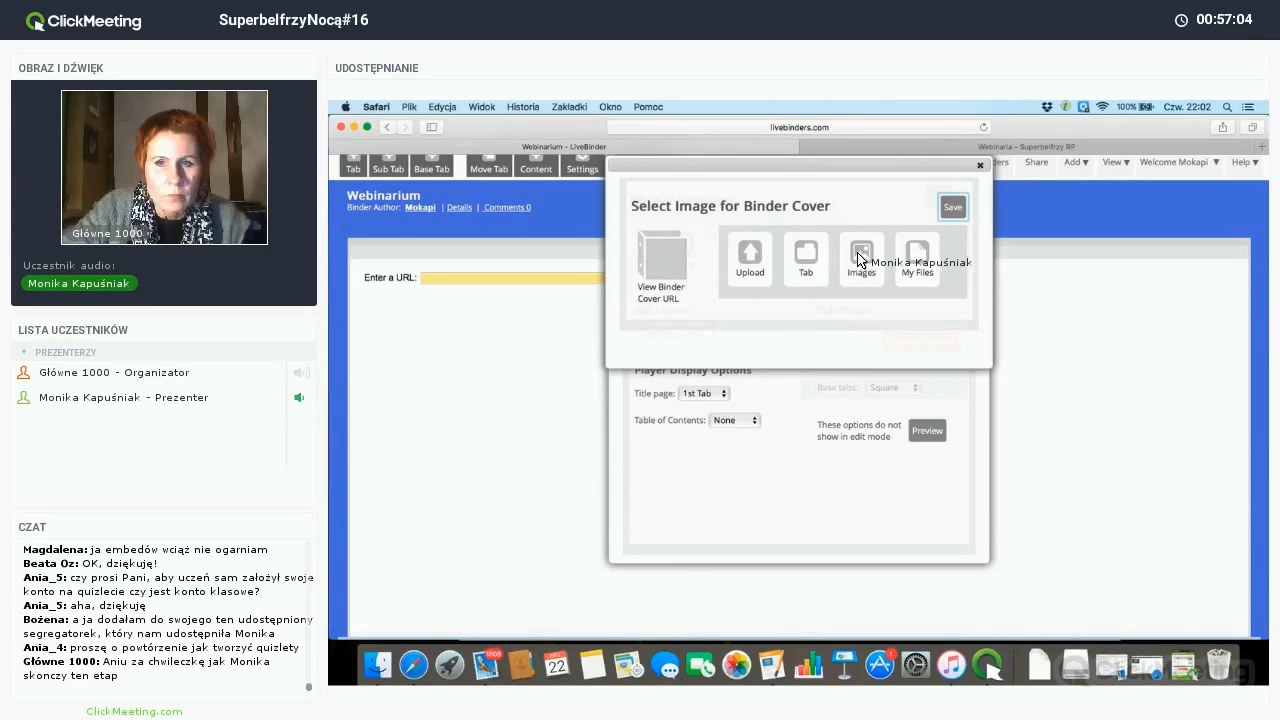 ClickMeeting
SuperbelfrzyNocą#16
00:57:04
OBRAZ I DŹWIĘK
Główne 1000
Uczestnik audio:
Monika Kapuśniak
LISTA UCZESTNIKÓW
PREZENTERZY
Główne 1000 - Organizator
Monika Kapuśniak - Prezenter
CZAT
Magdalena: ja embedów wciąż nie ogarniam
Beata Oz: OK, dziękuję!
Ania_5: czy prosi Pani, aby uczeń sam założył swoje
konto na quizlecie czy jest konto klasowe?
Ania_5: aha, dziękuję
Bożena: a ja dodałam do swojego ten udostępniony
segregatorek, który nam udostępniła Monika
Ania_4: proszę o powtórzenie jak tworzyć quizlety
Główne 1000: Aniu za chwileczkę jak Monika
skonczy ten etap
ClickMeeting.com
UDOSTĘPNIANIE
Safari Plik Edycja Widok Historia Zakładki Okno Pomoc
100% Czw. 22:02
livebinders.com
Webinarium - LiveBinder
Webinaria – Superbelfrzy RP
Tab Sub Tab Base Tab Move Tab Content Settings
Share Add View Welcome Mokapi Help
Webinarium
Binder Author: Mokapi | Details | Comments 0
Enter a URL:
Select Image for Binder Cover
Save
View Binder
Cover URL
Upload Tab Images My Files
Monika Kapuśniak
Player Display Options
Title page: 1st Tab
Base tabs: Square
Table of Contents: None
These options do not
show in edit mode
Preview
ClickMeeting